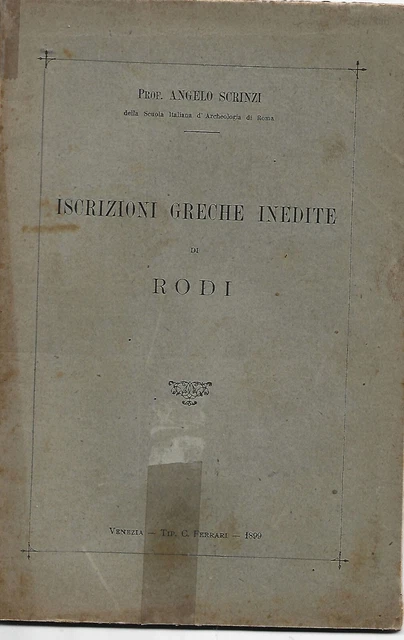 Prof. ANGELO SCRINZI
della Scuola Italiana d'Archeologia di Roma
ISCRIZIONI GRECHE INEDITE
DI
RODI
Venezia — Tip. C. Ferrari — 1899